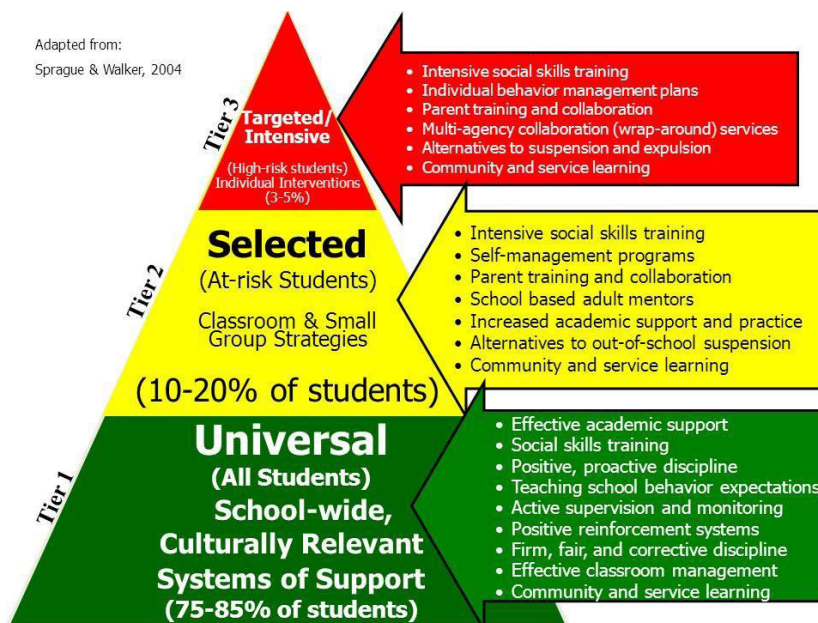 Adapted from:
Sprague & Walker, 2004
Tier 3
Targeted/
Intensive
(High-risk students)
Individual Interventions
(3-5%)
• Intensive social skills training
• Individual behavior management plans
• Parent training and collaboration
• Multi-agency collaboration (wrap-around) services
• Alternatives to suspension and expulsion
• Community and service learning
Tier 2
Selected
(At-risk Students)
Classroom & Small
Group Strategies
(10-20% of students)
• Intensive social skills training
• Self-management programs
• Parent training and collaboration
• School based adult mentors
• Increased academic support and practice
• Alternatives to out-of-school suspension
• Community and service learning
Tier 1
Universal
(All Students)
School-wide,
Culturally Relevant
Systems of Support
(75-85% of students)
• Effective academic support
• Social skills training
• Positive, proactive discipline
• Teaching school behavior expectations
• Active supervision and monitoring
• Positive reinforcement systems
• Firm, fair, and corrective discipline
• Effective classroom management
• Community and service learning